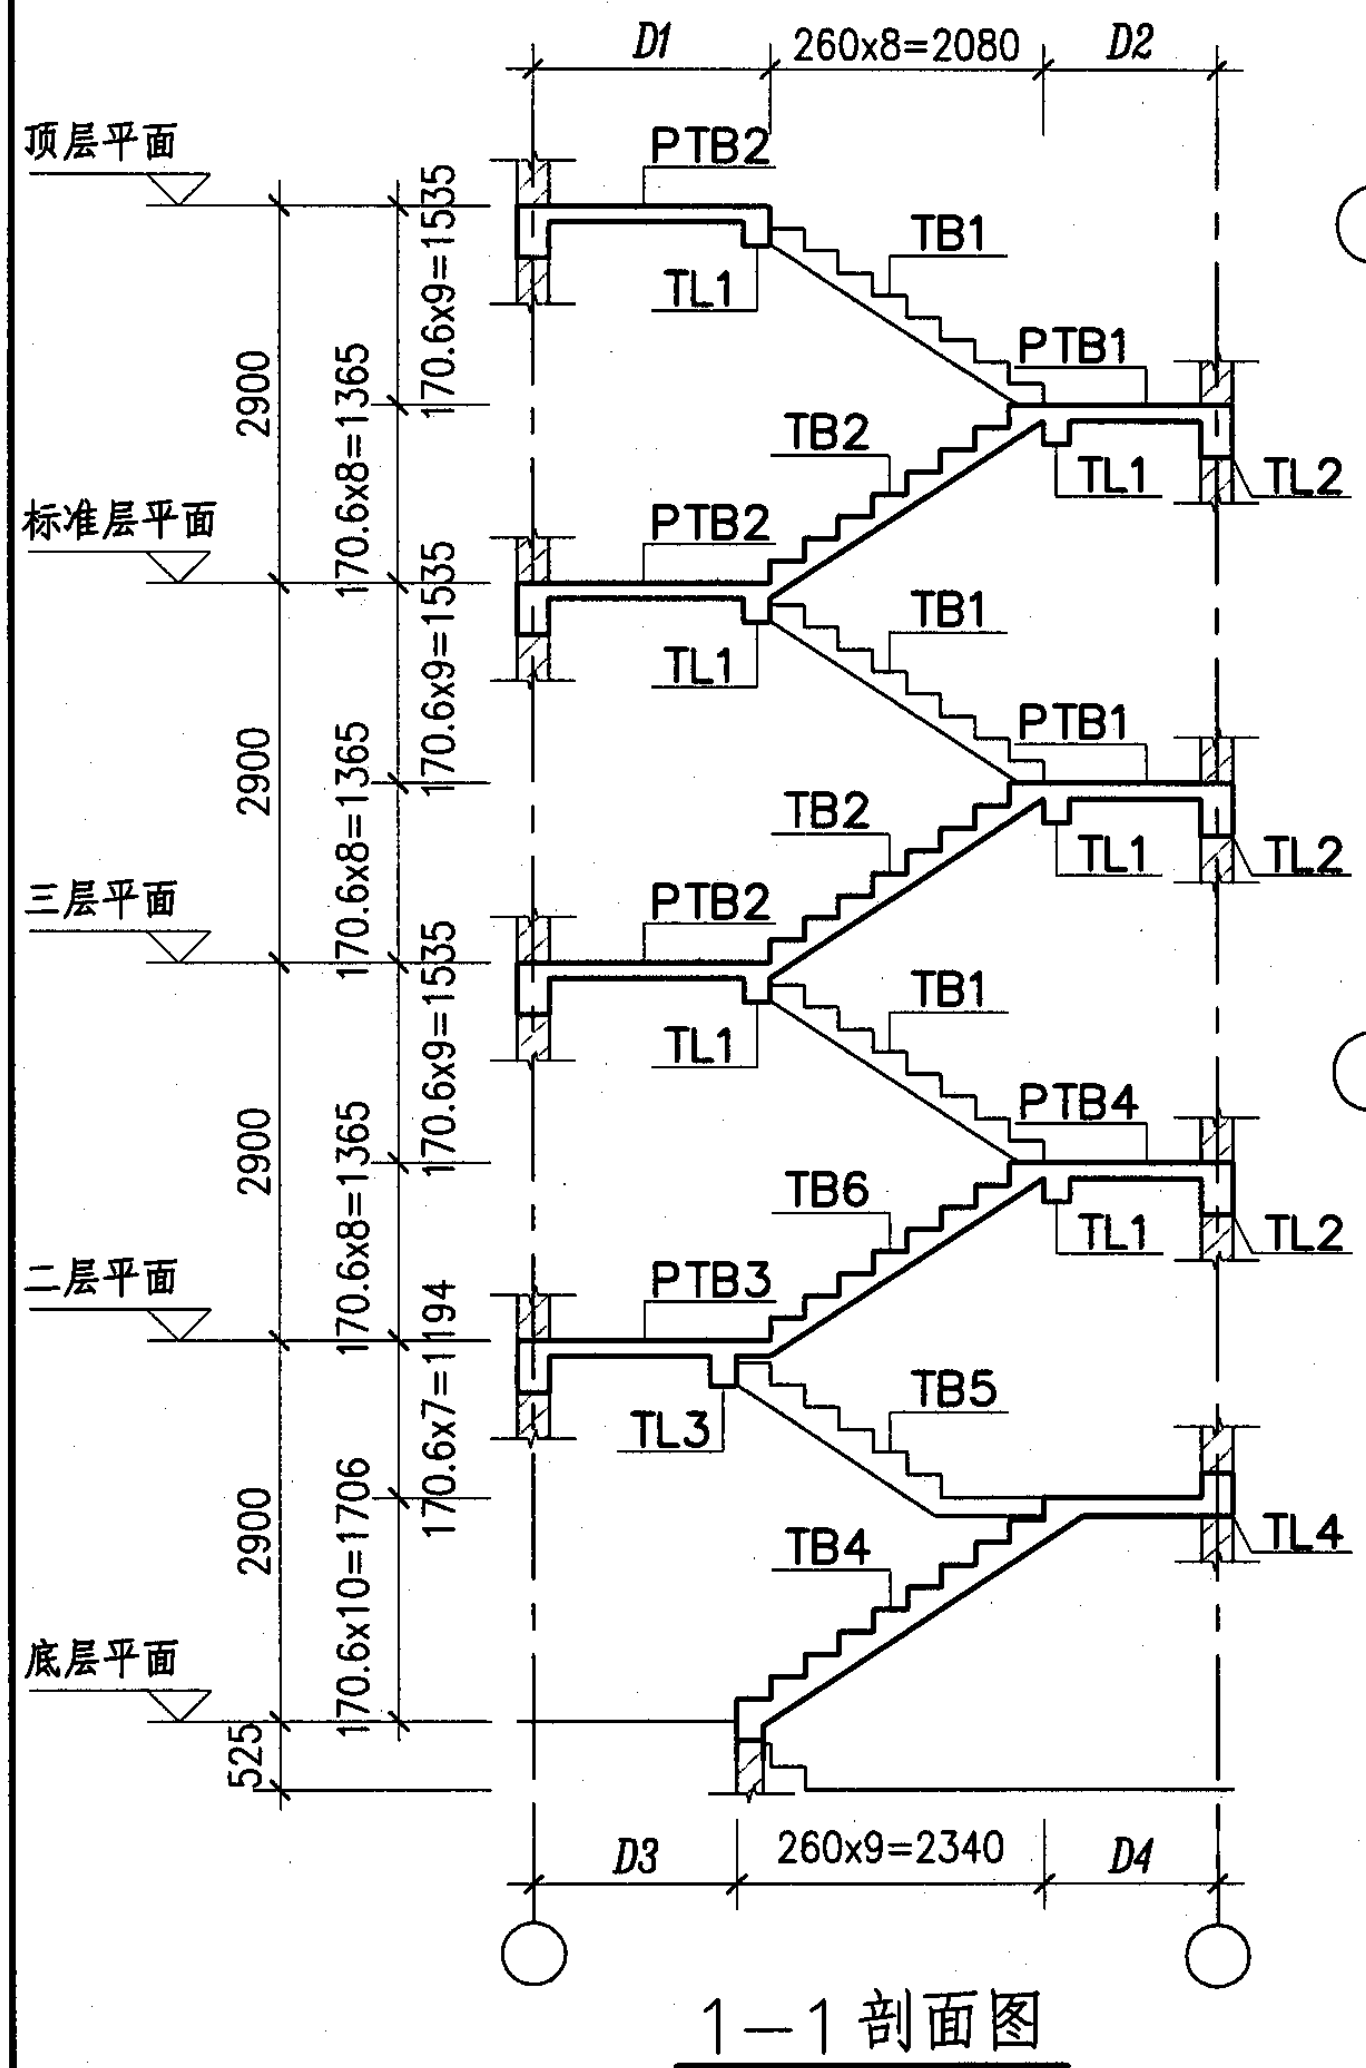 D1 260x8=2080 D2
顶层平面
PTB2
170.6x9=1535
TB1
TL1
PTB1
2900
170.6x8=1365
TB2
TL1
TL2
标准层平面
PTB2
170.6x9=1535
TB1
TL1
PTB1
2900
170.6x8=1365
TB2
TL1
TL2
三层平面
PTB2
170.6x9=1535
TB1
TL1
PTB4
2900
170.6x8=1365
TB6
TL1
TL2
二层平面
PTB3
170.6x7=1194
TB5
TL3
2900
170.6x10=1706
TB4
TL4
底层平面
525
D3 260x9=2340 D4
1-1 剖面图